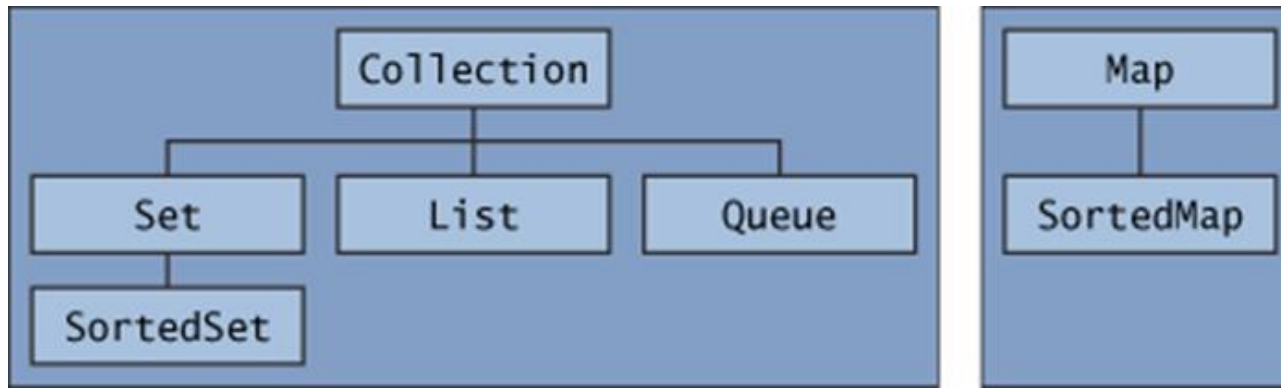 Collection
Map
Set
List
Queue
SortedMap
SortedSet